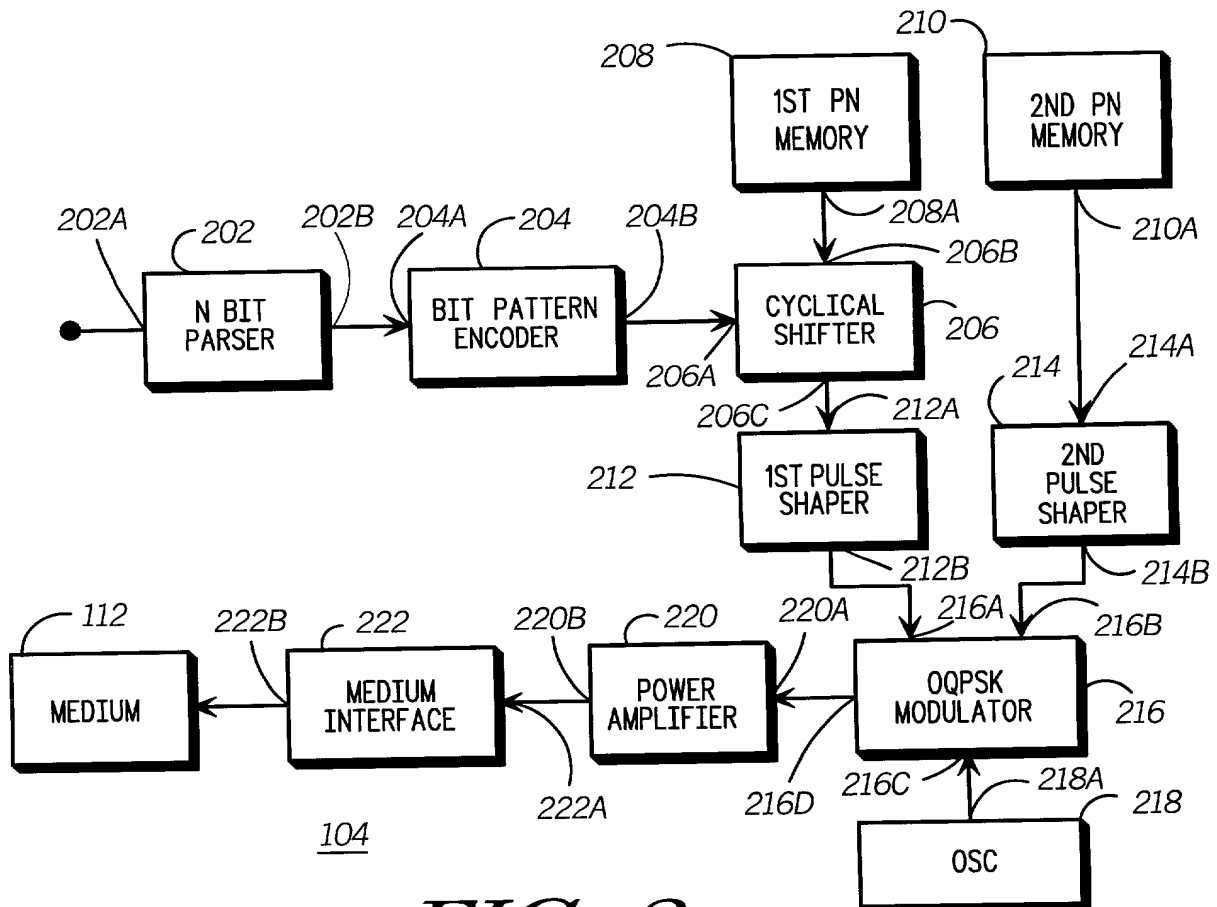 210
208
1ST PN
MEMORY
2ND PN
MEMORY
202A
202
202B
204A
204
204B
208A
210A
206B
N BIT
PARSER
BIT PATTERN
ENCODER
CYCLICAL
SHIFTER
206
206A
206C
212A
214
214A
212
1ST PULSE
SHAPER
2ND
PULSE
SHAPER
212B
214B
112
222B
222
220B
220
220A
216A
216B
MEDIUM
MEDIUM
INTERFACE
POWER
AMPLIFIER
OQPSK
MODULATOR
216
222A
216D
216C
218A
218
104
OSC